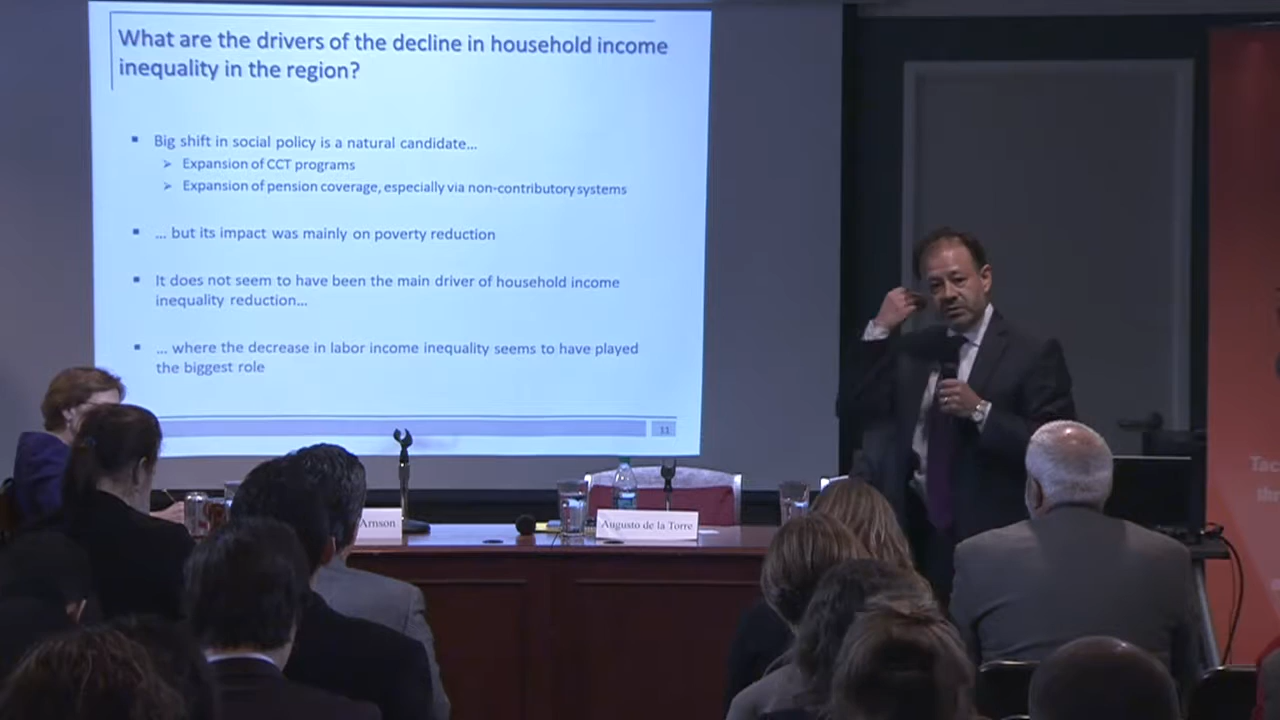 What are the drivers of the decline in household income
inequality in the region?
Big shift in social policy is a natural candidate...
Expansion of CCT programs
Expansion of pension coverage, especially via non-contributory systems
... but its impact was mainly on poverty reduction
It does not seem to have been the main driver of household income
inequality reduction...
... where the decrease in labor income inequality seems to have played
the biggest role
11
Arnson
Augusto de la Torre